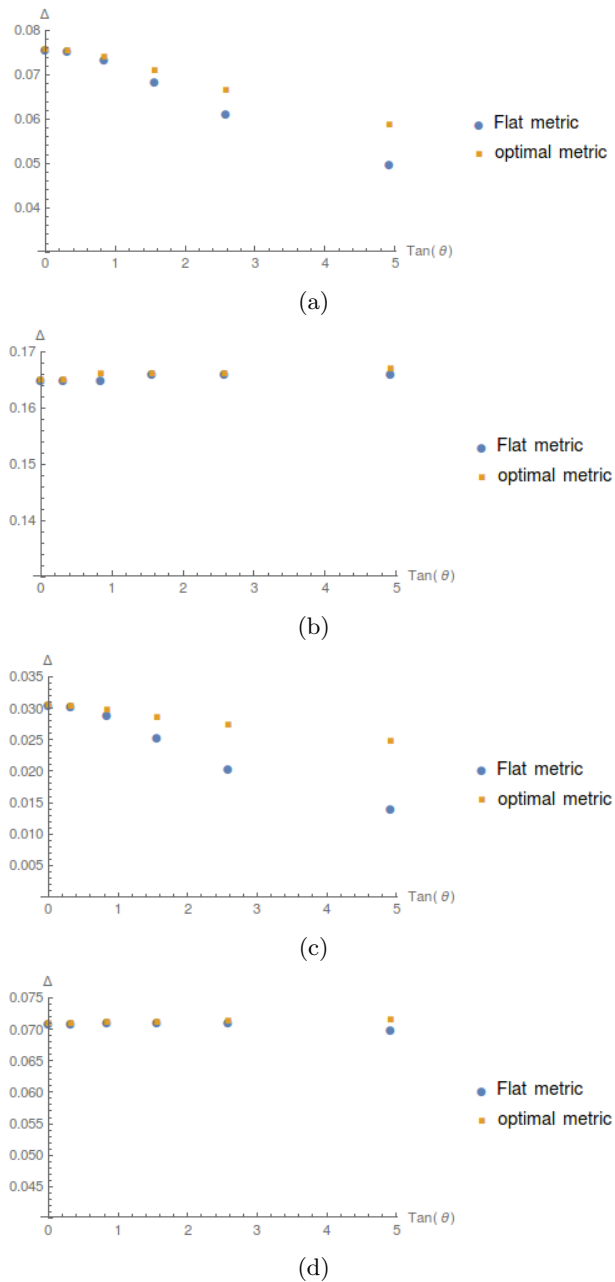 Δ
0.08
0.07
0.06
0.05
0.04
0 1 2 3 4 5
Tan( θ)
Flat metric
optimal metric
(a)
Δ
0.17
0.16
0.15
0.14
0 1 2 3 4 5
Tan( θ)
Flat metric
optimal metric
(b)
Δ
0.035
0.030
0.025
0.020
0.015
0.010
0.005
0 1 2 3 4 5
Tan( θ)
Flat metric
optimal metric
(c)
Δ
0.075
0.070
0.065
0.060
0.055
0.050
0.045
0 1 2 3 4 5
Tan( θ)
Flat metric
optimal metric
(d)